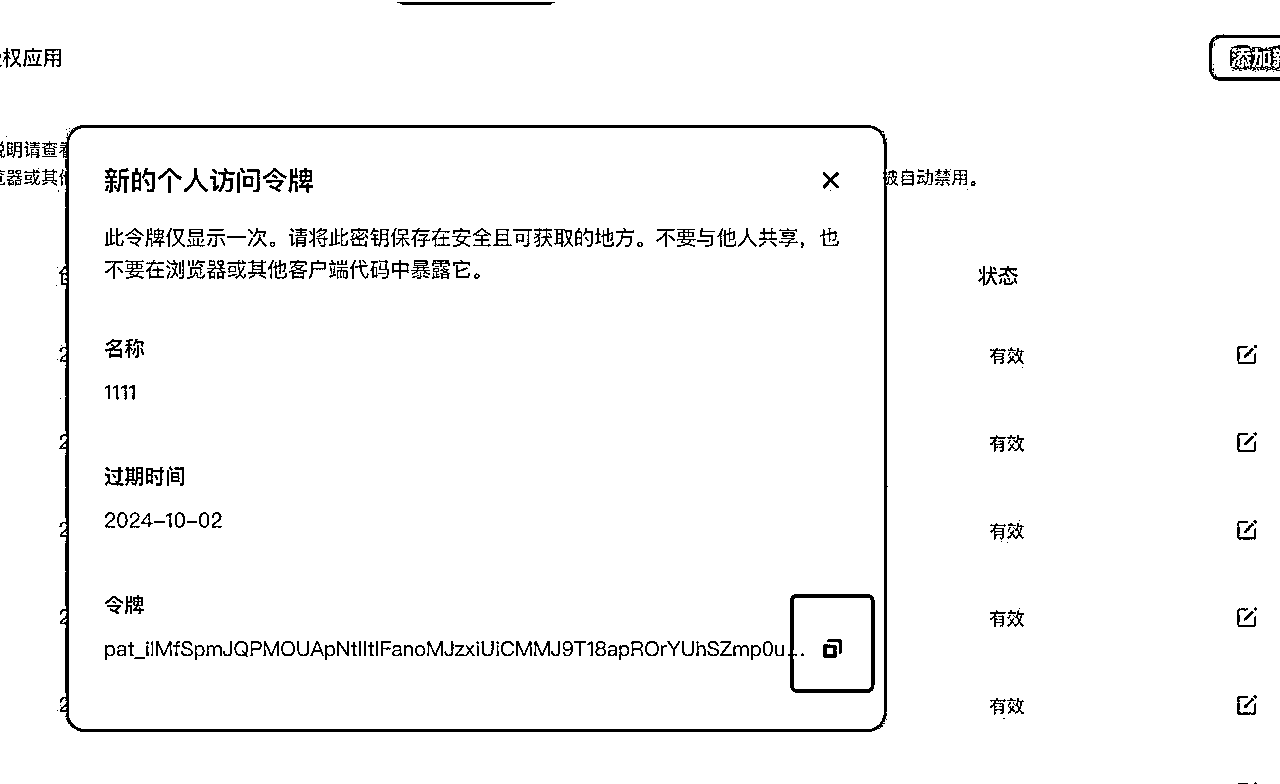 权应用
添加
说明请查看
览器或其他
被自动禁用。
新的个人访问令牌
此令牌仅显示一次。请将此密钥保存在安全且可获取的地方。不要与他人共享，也
不要在浏览器或其他客户端代码中暴露它。
状态
名称
有效
1111
有效
过期时间
2024-10-02
有效
令牌
有效
pat_ilMfSpmJQPMOUApNtlltlFanoMJzxiUiCMMJ9T18apROrYUhSZmp0u...
有效